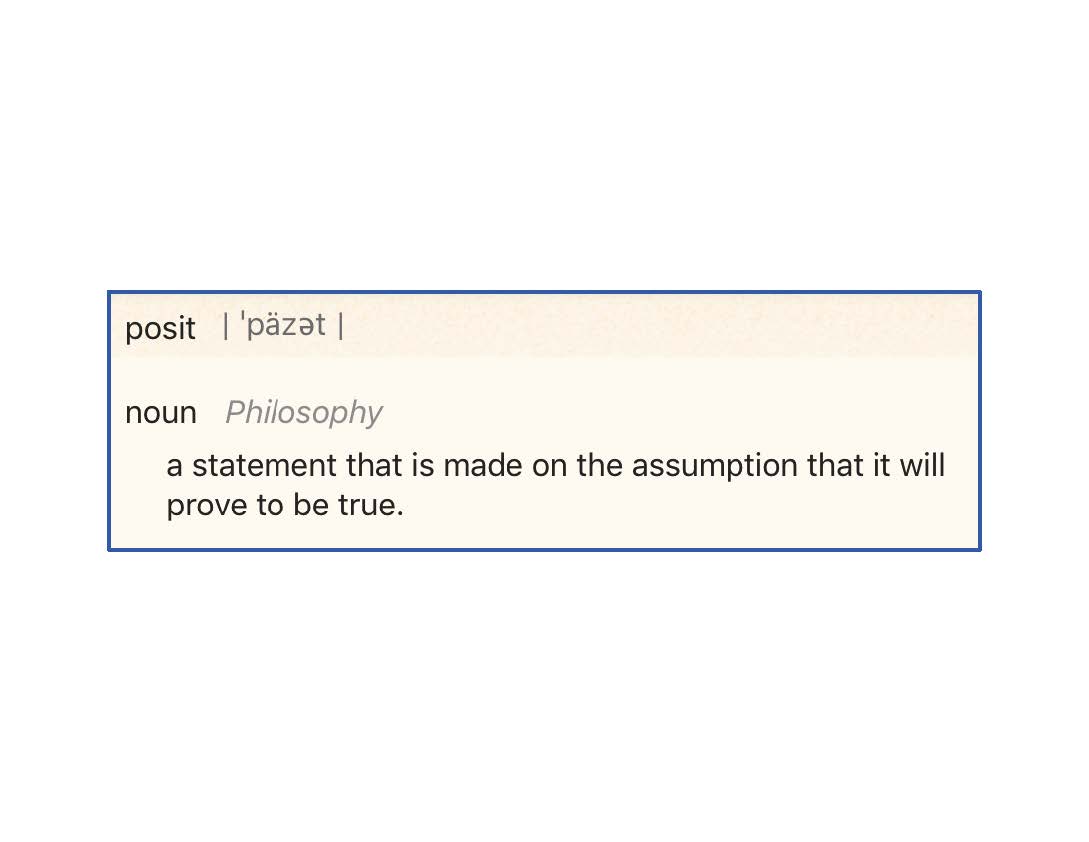 posit | ˈpäzət |
noun Philosophy
a statement that is made on the assumption that it will
prove to be true.